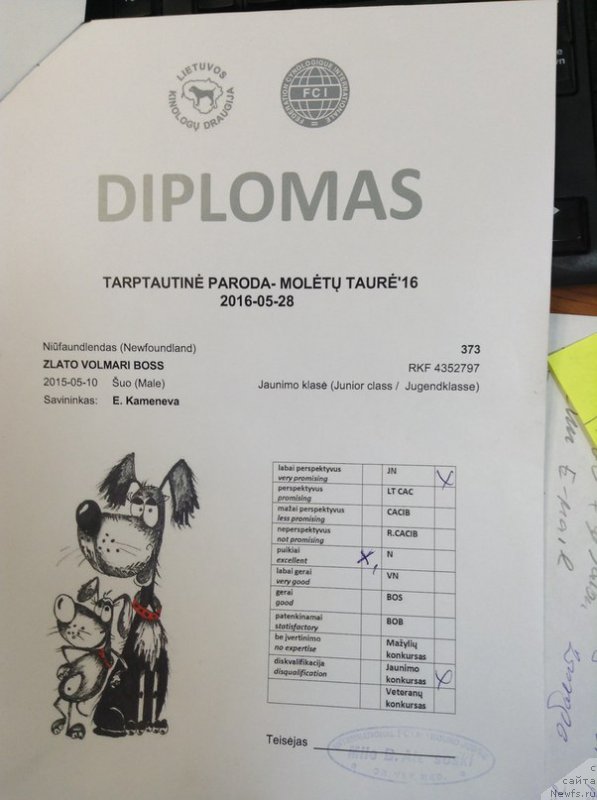 LIETUVOS
KINOLOGŲ DRAUGIJA
FEDERATION CYNOLOGIQUE INTERNATIONALE
FCI
DIPLOMAS
TARPTAUTINĖ PARODA- MOLĖTŲ TAURĖ'16
2016-05-28
Niūfaundlendas (Newfoundland) 373
ZLATO VOLMARI BOSS RKF 4352797
2015-05-10 Šuo (Male) Jaunimo klasė (Junior class / Jugendklasse)
Savininkas: E. Kameneva
labai perspektyvus JN X
very promising
perspektyvus LT CAC
promising
mažai perspektyvus CACIB
less promising
neperspektyvus R.CACIB
not promising
puikiai X N
excellent
labai gerai VN
very good
gerai BOS
good
patenkinamai BOB
statisfactory
be įvertinimo Mažylių
no expertise konkursas
diskvalifikacija Jaunimo X
disqualification konkursas
Veteranų
konkursas
Teisėjas
E-mail
с
сайта
Newfs.ru